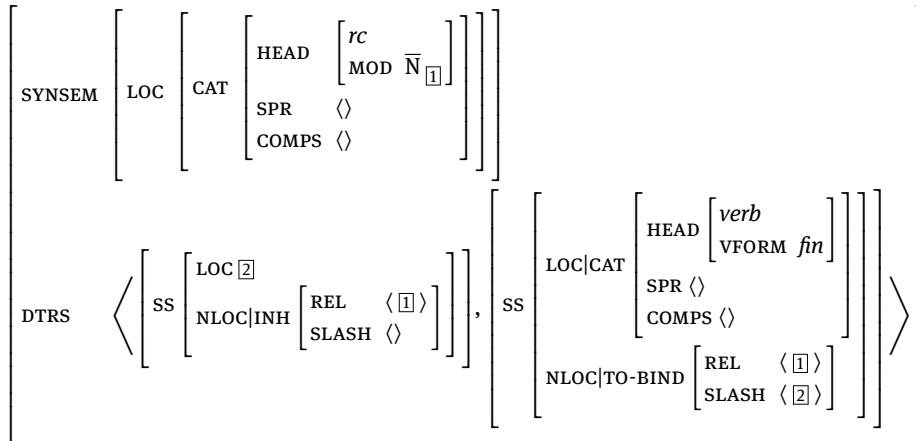 HEAD [rc
MOD N̅ [1]]
SYNSEM [LOC [CAT [SPR ⟨⟩
COMPS ⟨⟩]]]
HEAD [verb
VFORM fin]
LOC|CAT
SPR ⟨⟩
COMPS ⟨⟩
DTRS ⟨[SS [LOC [2]
NLOC|INH [REL ⟨[1]⟩
SLASH ⟨⟩]]], [SS
NLOC|TO-BIND [REL ⟨[1]⟩
SLASH ⟨[2]⟩]]⟩